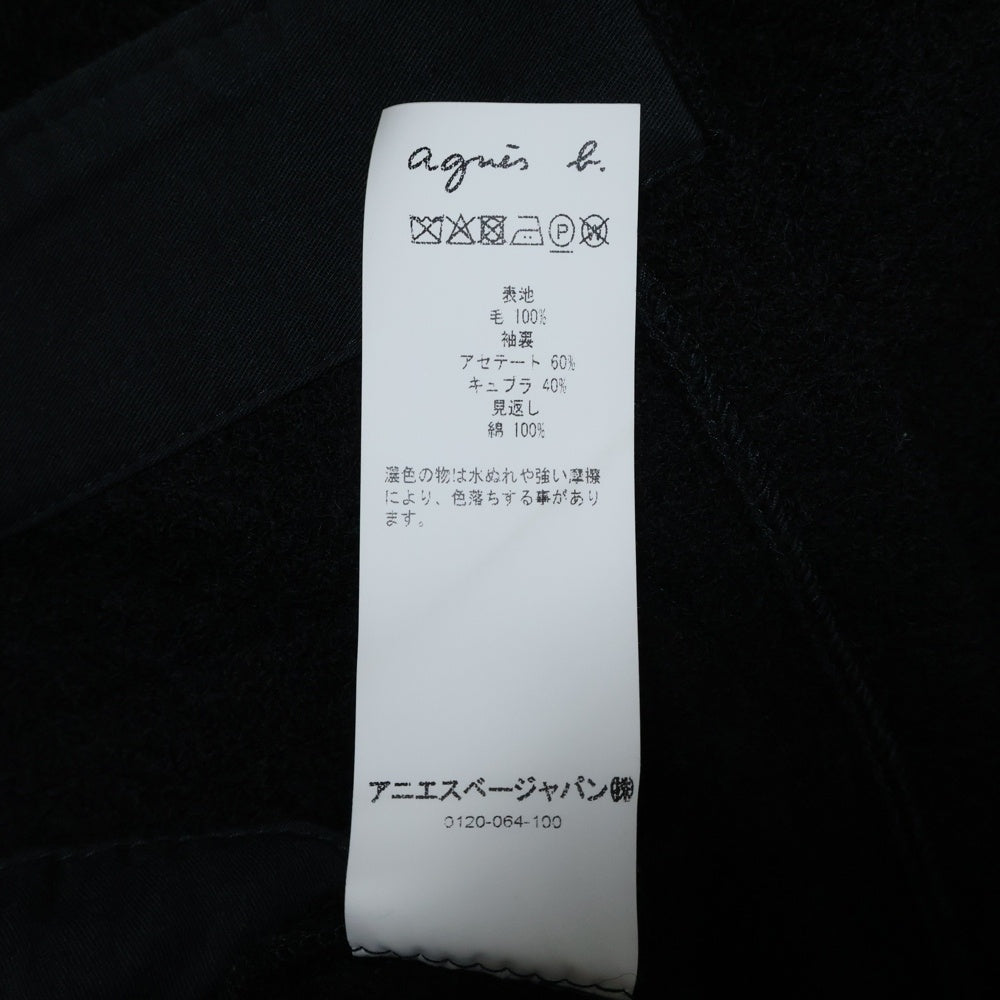 agnès b.
P W
表地
毛 100%
袖裏
アセテート 60%
キュプラ 40%
見返し
綿 100%
濃色の物は水ぬれや強い摩擦
により、色落ちする事があり
ます。
アニエスベージャパン㈱
0120-064-100